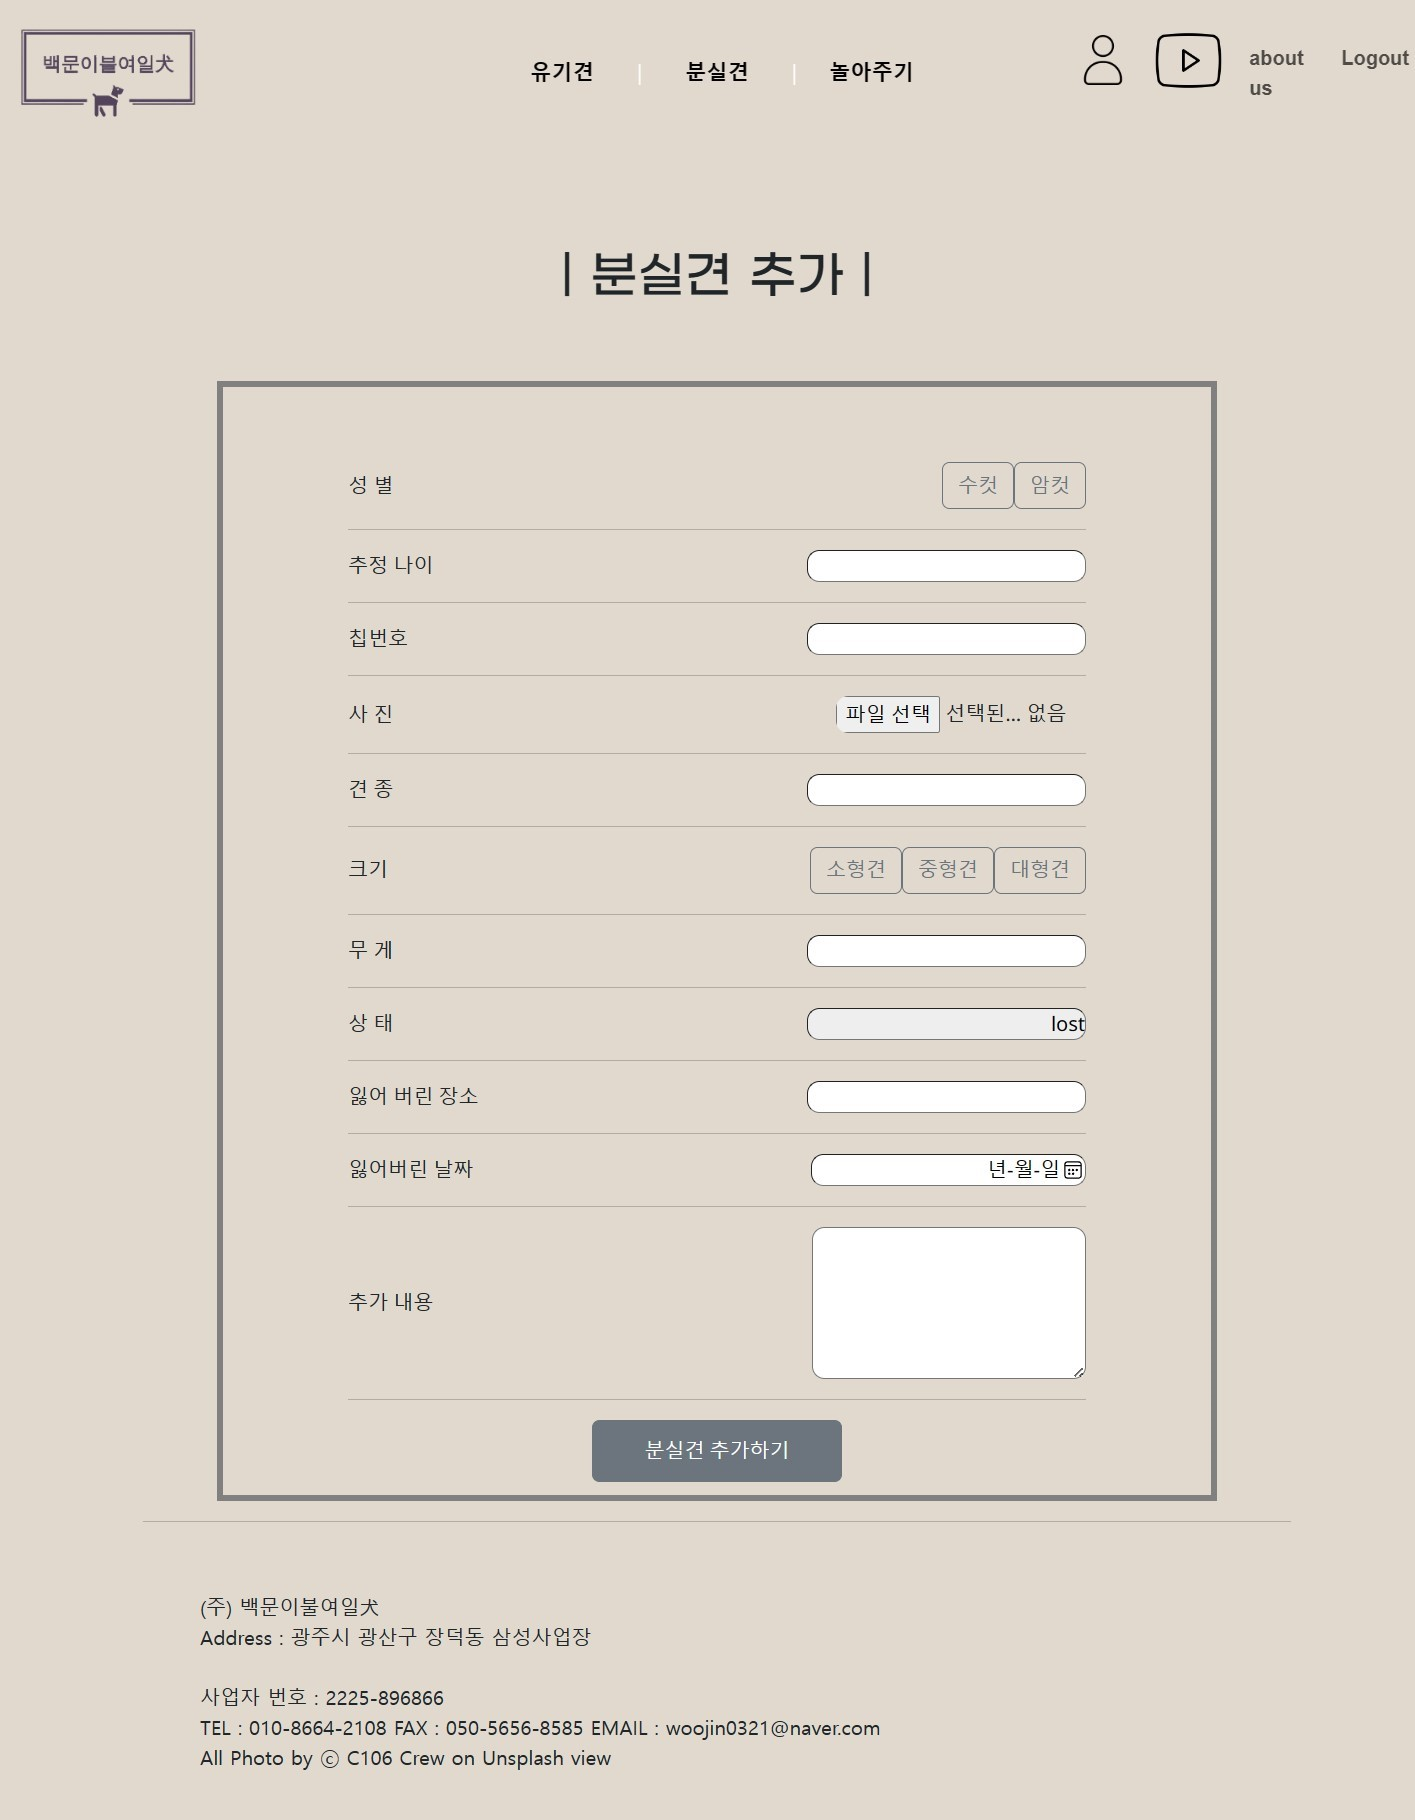 백문이불여일犬
유기견 | 분실견 | 놀아주기
about us
Logout
| 분실견 추가 |
성 별
수컷 암컷
추정 나이
칩번호
사 진
파일 선택 선택된... 없음
견 종
크기
소형견 중형견 대형견
무 게
상 태
lost
잃어 버린 장소
잃어버린 날짜
년-월-일
추가 내용
분실견 추가하기
(주) 백문이불여일犬
Address : 광주시 광산구 장덕동 삼성사업장
사업자 번호 : 2225-896866
TEL : 010-8664-2108 FAX : 050-5656-8585 EMAIL : woojin0321@naver.com
All Photo by ⓒ C106 Crew on Unsplash view